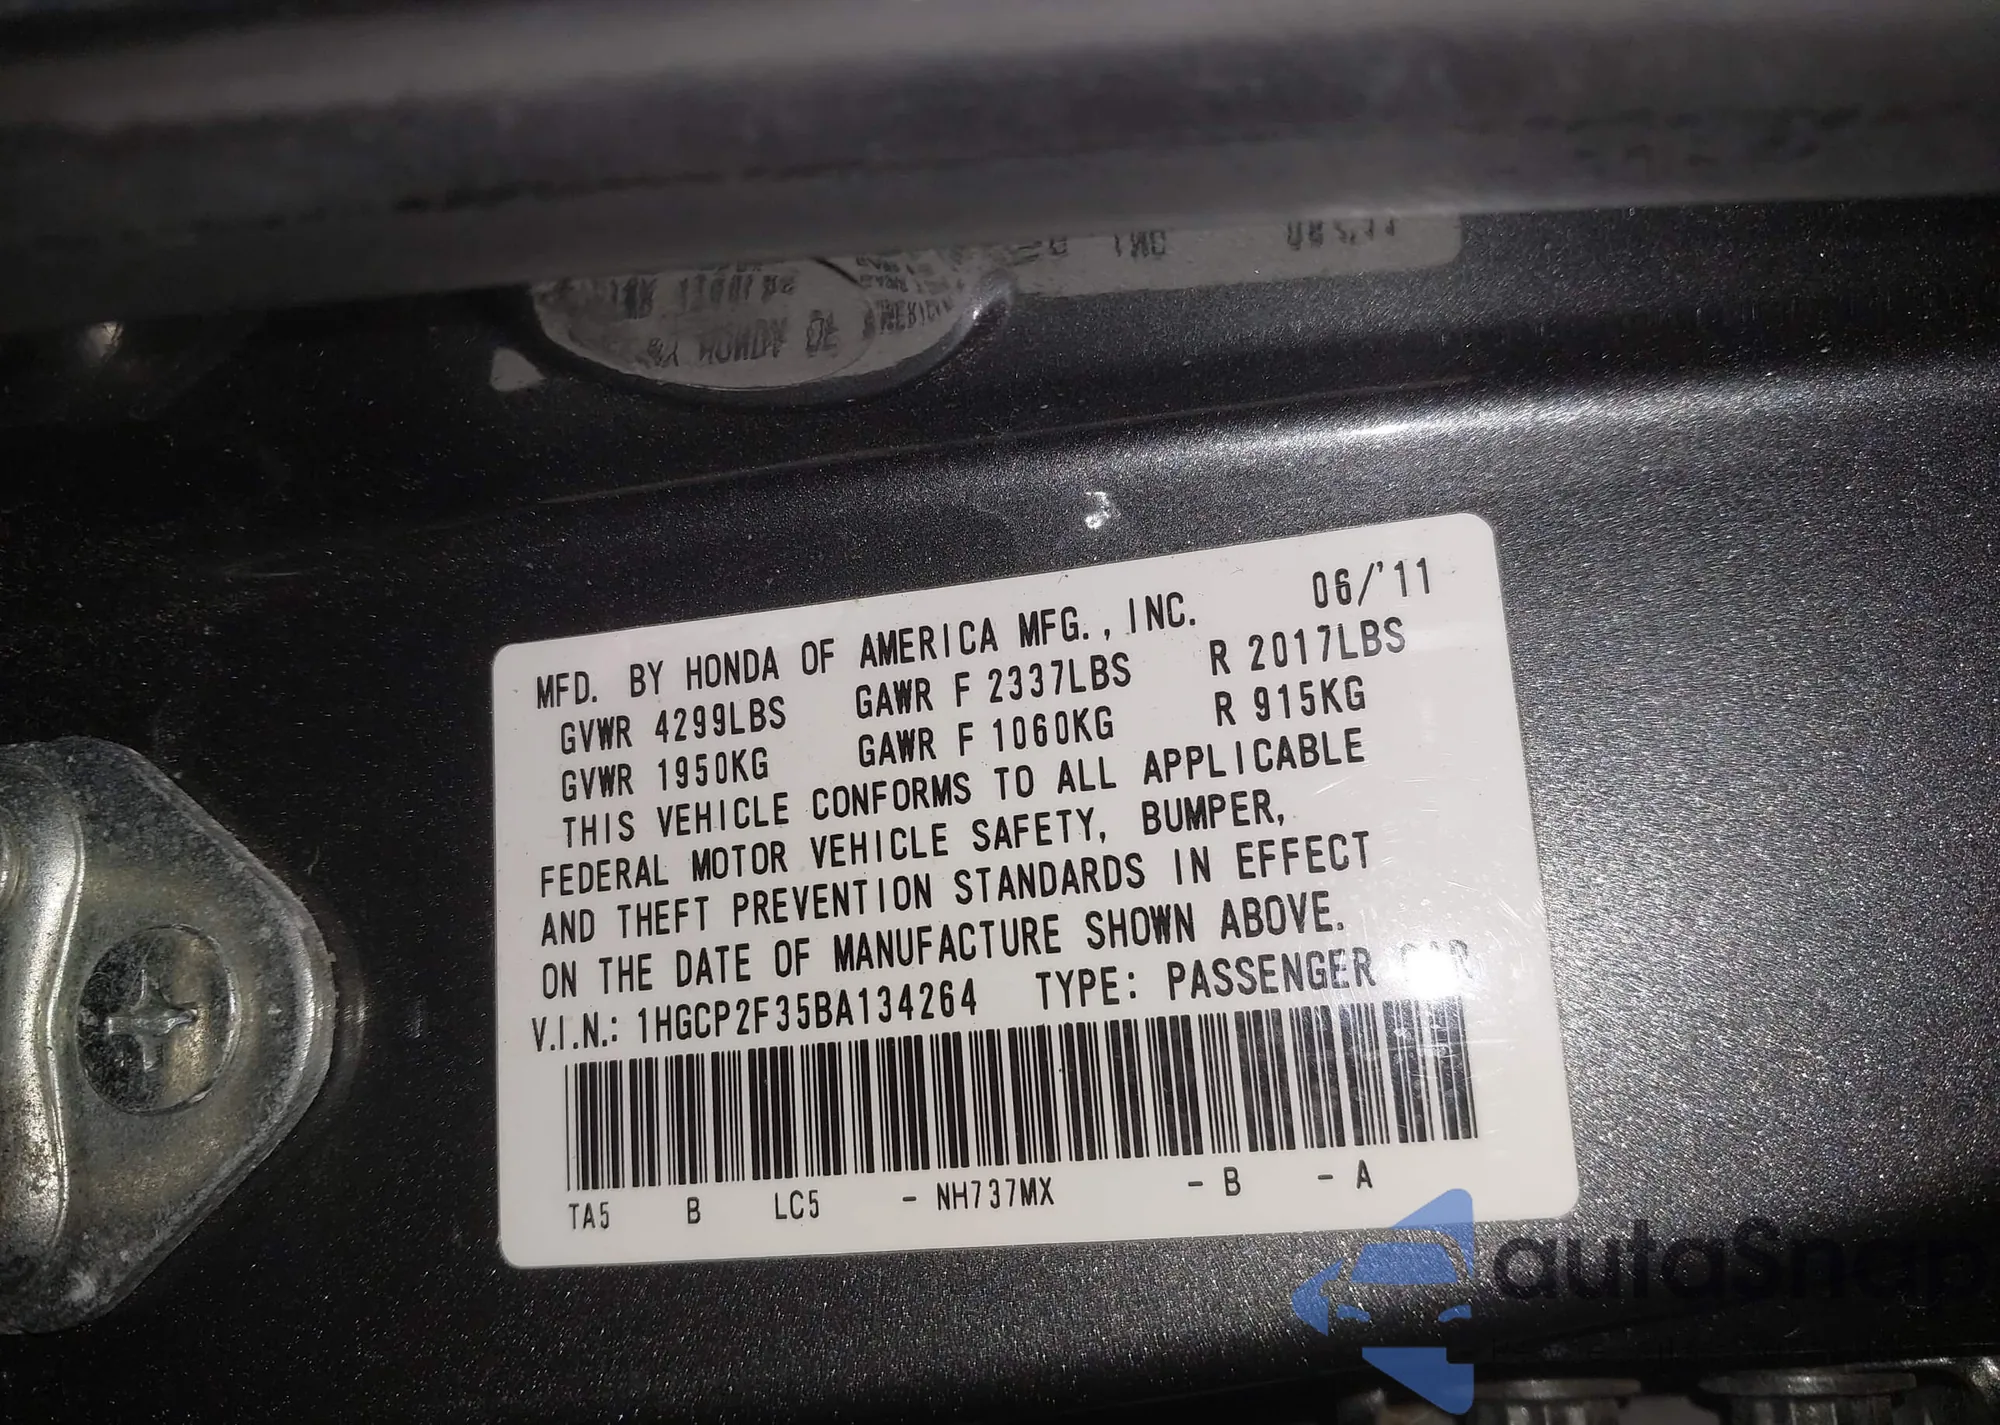 MFD. BY HONDA OF AMERICA MFG., INC. 06/'11
GVWR 4299LBS GAWR F 2337LBS R 2017LBS
GVWR 1950KG GAWR F 1060KG R 915KG
THIS VEHICLE CONFORMS TO ALL APPLICABLE
FEDERAL MOTOR VEHICLE SAFETY, BUMPER,
AND THEFT PREVENTION STANDARDS IN EFFECT
ON THE DATE OF MANUFACTURE SHOWN ABOVE.
V.I.N.: 1HGCP2F35BA134264 TYPE: PASSENGER CAR
TA5 B LC5 - NH737MX - B - A
autoSnap